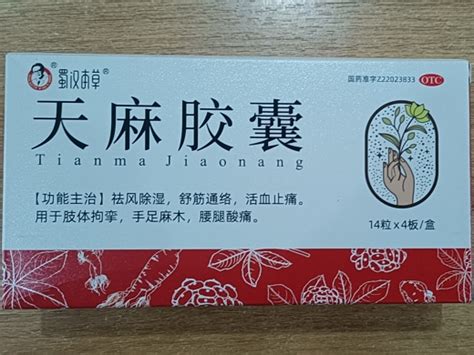 蜀汉本草®
国药准字Z22023833 OTC
天麻胶囊
Tianma Jiaonang
【功能主治】祛风除湿，舒筋通络，活血止痛。
用于肢体拘挛，手足麻木，腰腿酸痛。
14粒x4板/盒